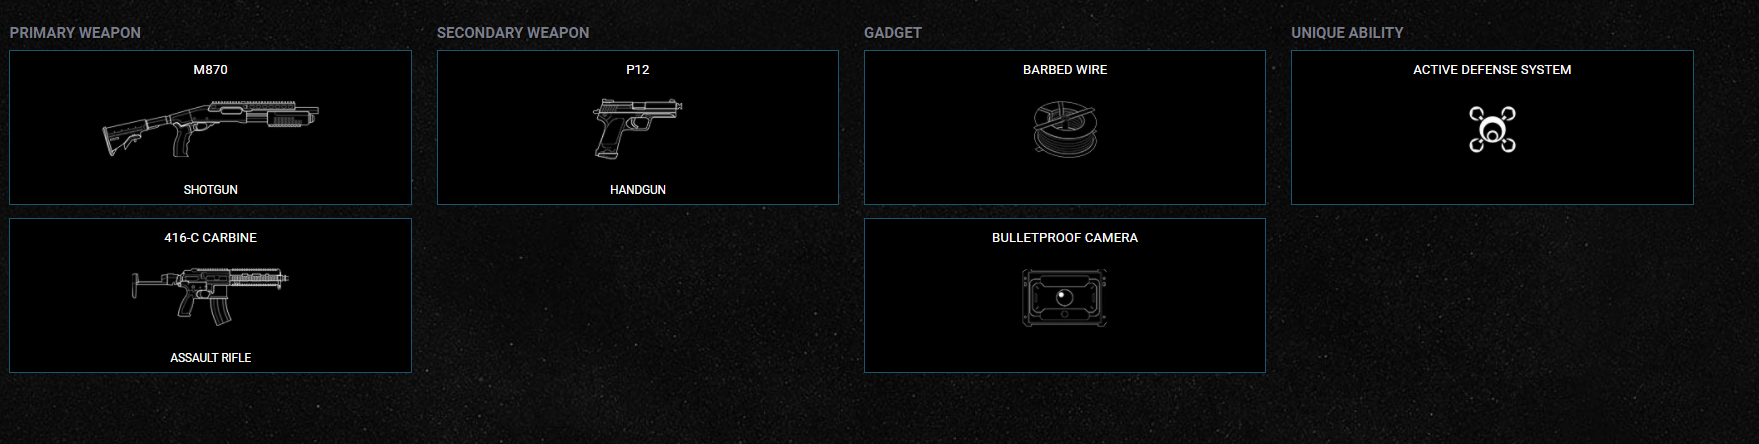 PRIMARY WEAPON
M870
SHOTGUN
416-C CARBINE
ASSAULT RIFLE
SECONDARY WEAPON
P12
HANDGUN
GADGET
BARBED WIRE
BULLETPROOF CAMERA
UNIQUE ABILITY
ACTIVE DEFENSE SYSTEM